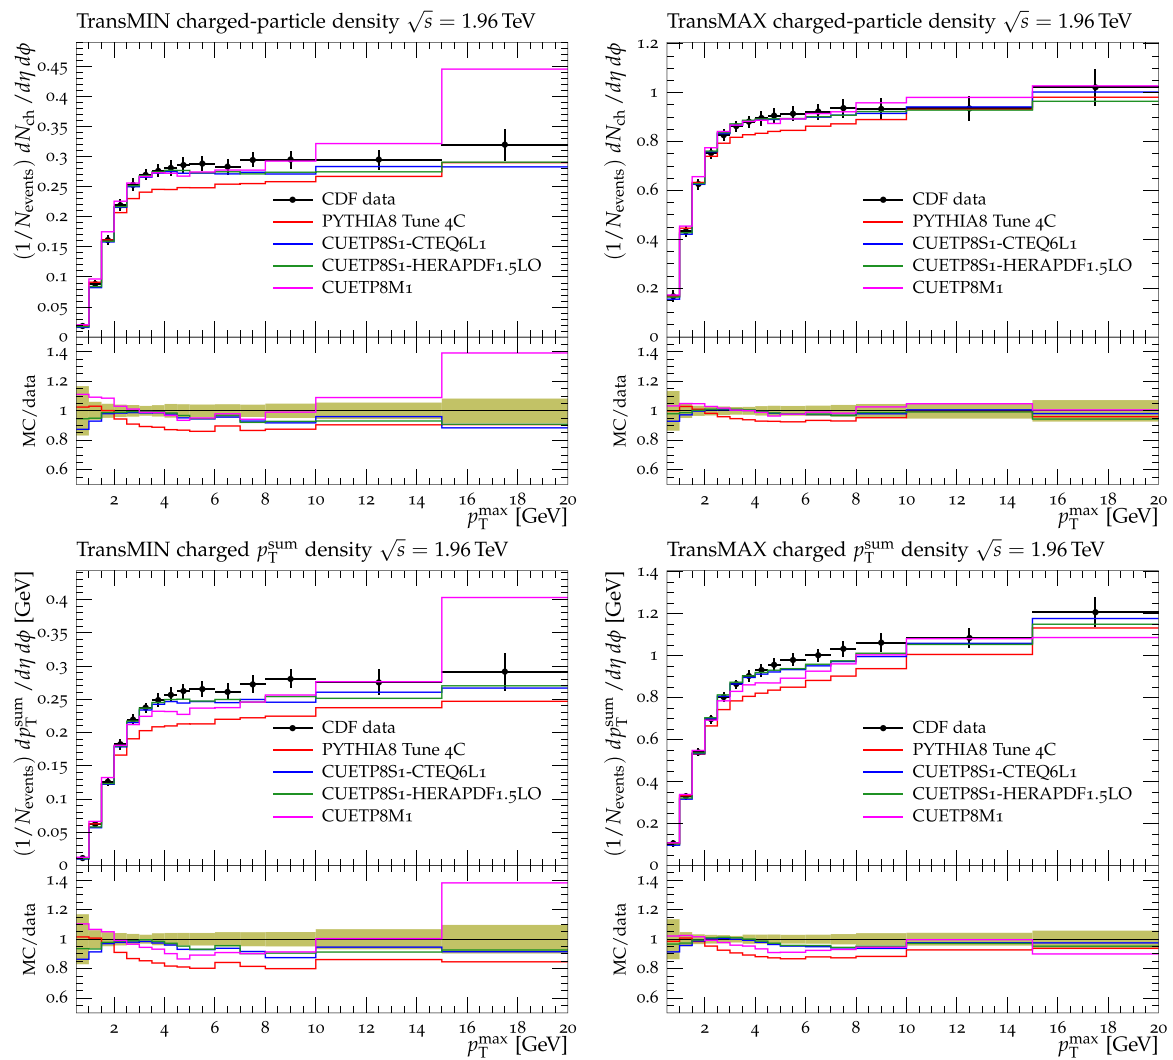 TransMIN charged-particle density √s = 1.96 TeV
(1/N_events) dN_ch/dη dϕ
0.45
0.4
0.35
0.3
0.25
0.2
0.15
0.1
0.05
0
CDF data
PYTHIA8 Tune 4C
CUETP8S1-CTEQ6L1
CUETP8S1-HERAPDF1.5LO
CUETP8M1
MC/data
1.4
1.2
1
0.8
0.6
2 4 6 8 10 12 14 16 18 20
p_T^max [GeV]
TransMAX charged-particle density √s = 1.96 TeV
(1/N_events) dN_ch/dη dϕ
1.2
1
0.8
0.6
0.4
0.2
0
CDF data
PYTHIA8 Tune 4C
CUETP8S1-CTEQ6L1
CUETP8S1-HERAPDF1.5LO
CUETP8M1
MC/data
1.4
1.2
1
0.8
0.6
2 4 6 8 10 12 14 16 18 20
p_T^max [GeV]
TransMIN charged p_T^sum density √s = 1.96 TeV
(1/N_events) dp_T^sum/dη dϕ [GeV]
0.4
0.35
0.3
0.25
0.2
0.15
0.1
0.05
0
CDF data
PYTHIA8 Tune 4C
CUETP8S1-CTEQ6L1
CUETP8S1-HERAPDF1.5LO
CUETP8M1
MC/data
1.4
1.2
1
0.8
0.6
2 4 6 8 10 12 14 16 18 20
p_T^max [GeV]
TransMAX charged p_T^sum density √s = 1.96 TeV
(1/N_events) dp_T^sum/dη dϕ [GeV]
1.4
1.2
1
0.8
0.6
0.4
0.2
0
CDF data
PYTHIA8 Tune 4C
CUETP8S1-CTEQ6L1
CUETP8S1-HERAPDF1.5LO
CUETP8M1
MC/data
1.4
1.2
1
0.8
0.6
2 4 6 8 10 12 14 16 18 20
p_T^max [GeV]